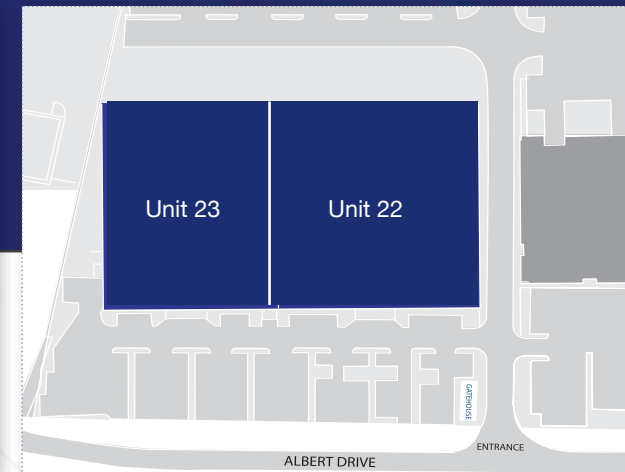 Unit 23
Unit 22
GATEHOUSE
ENTRANCE
ALBERT DRIVE